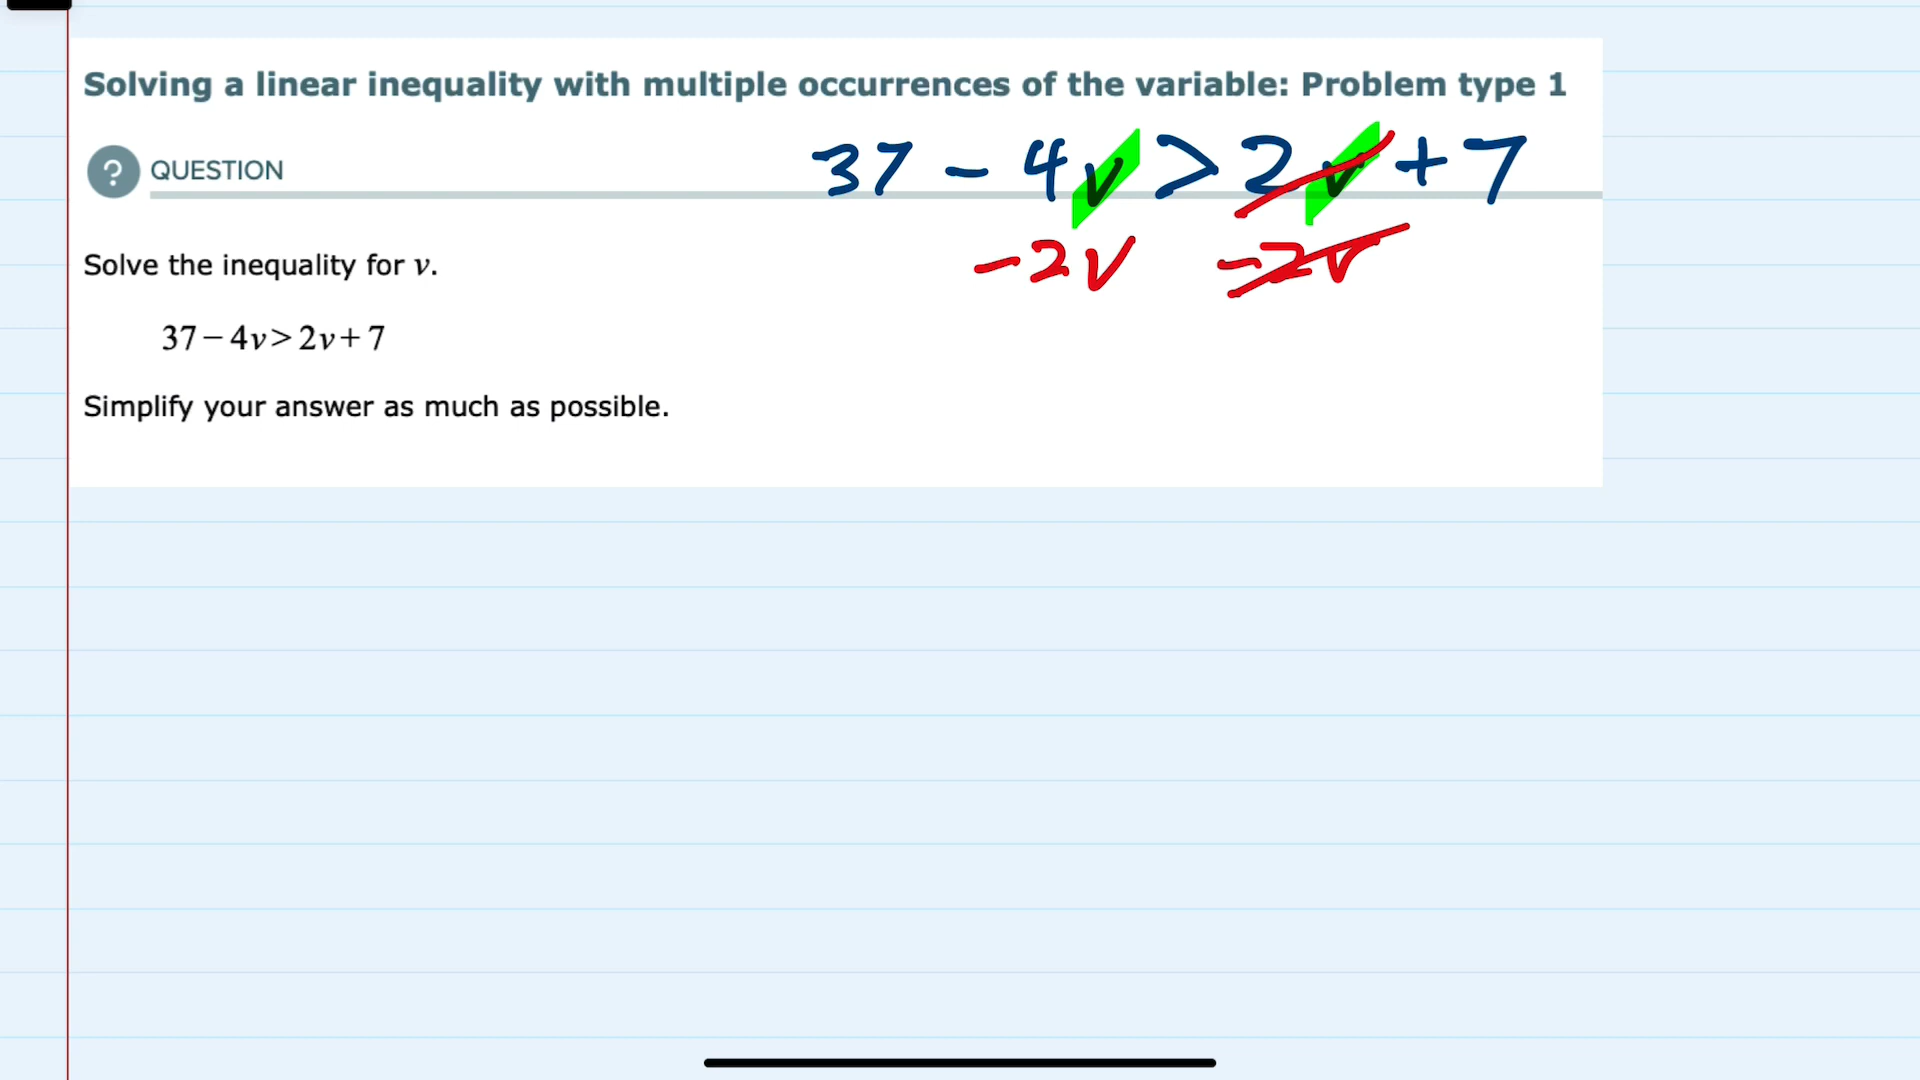 Solving a linear inequality with multiple occurrences of the variable: Problem type 1
? QUESTION
37 - 4v > 2v + 7
-2v -2v
Solve the inequality for v.
37 − 4v > 2v + 7
Simplify your answer as much as possible.